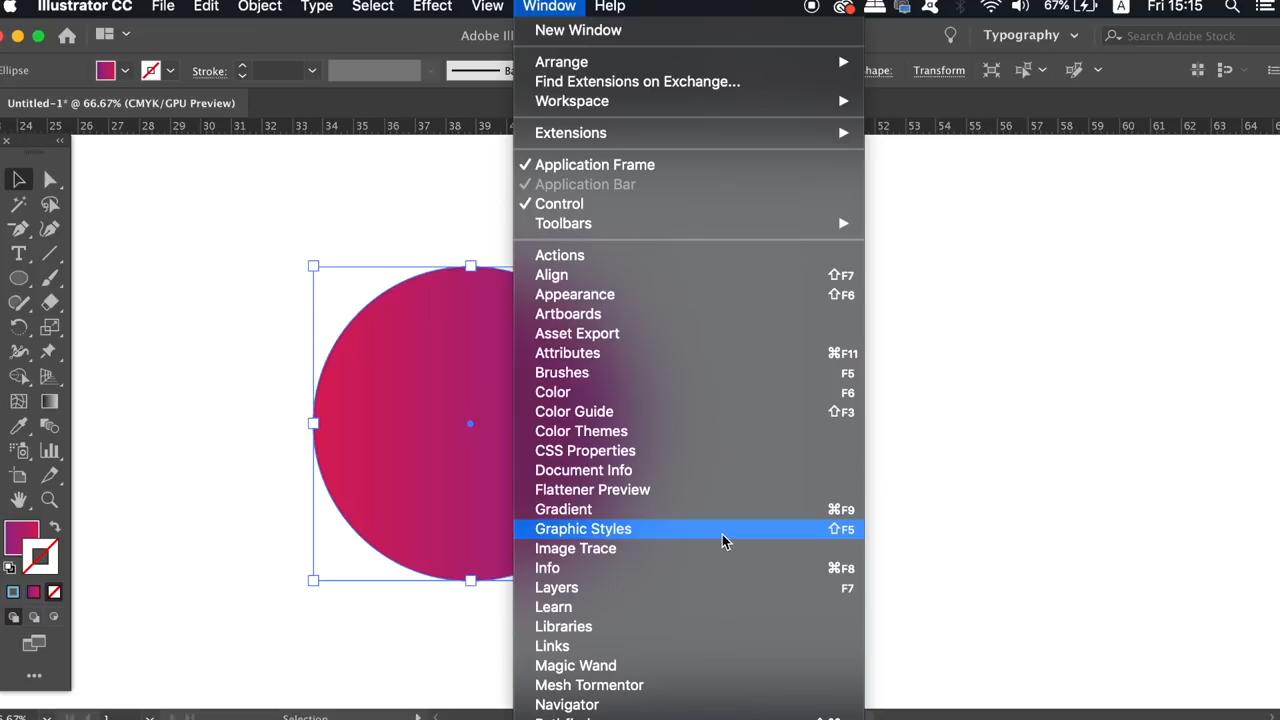 Illustrator CC File Edit Object Type Select Effect View Window Help 67% A Fri 15:15
Adobe Ill Typography Search Adobe Stock
Ellipse Stroke: Ba hape: Transform
Untitled-1* @ 66.67% (CMYK/GPU Preview)
24 25 26 27 28 29 30 31 32 33 34 35 36 37 38 39 52 53 54 55 56 57 58 59 60 61 62 63 64
New Window
Arrange
Find Extensions on Exchange...
Workspace
Extensions
✓ Application Frame
✓ Application Bar
✓ Control
Toolbars
Actions
Align ⇧F7
Appearance ⇧F6
Artboards
Asset Export
Attributes ⌘F11
Brushes F5
Color F6
Color Guide ⇧F3
Color Themes
CSS Properties
Document Info
Flattener Preview
Gradient ⌘F9
Graphic Styles ⇧F5
Image Trace
Info ⌘F8
Layers F7
Learn
Libraries
Links
Magic Wand
Mesh Tormentor
Navigator
Selection